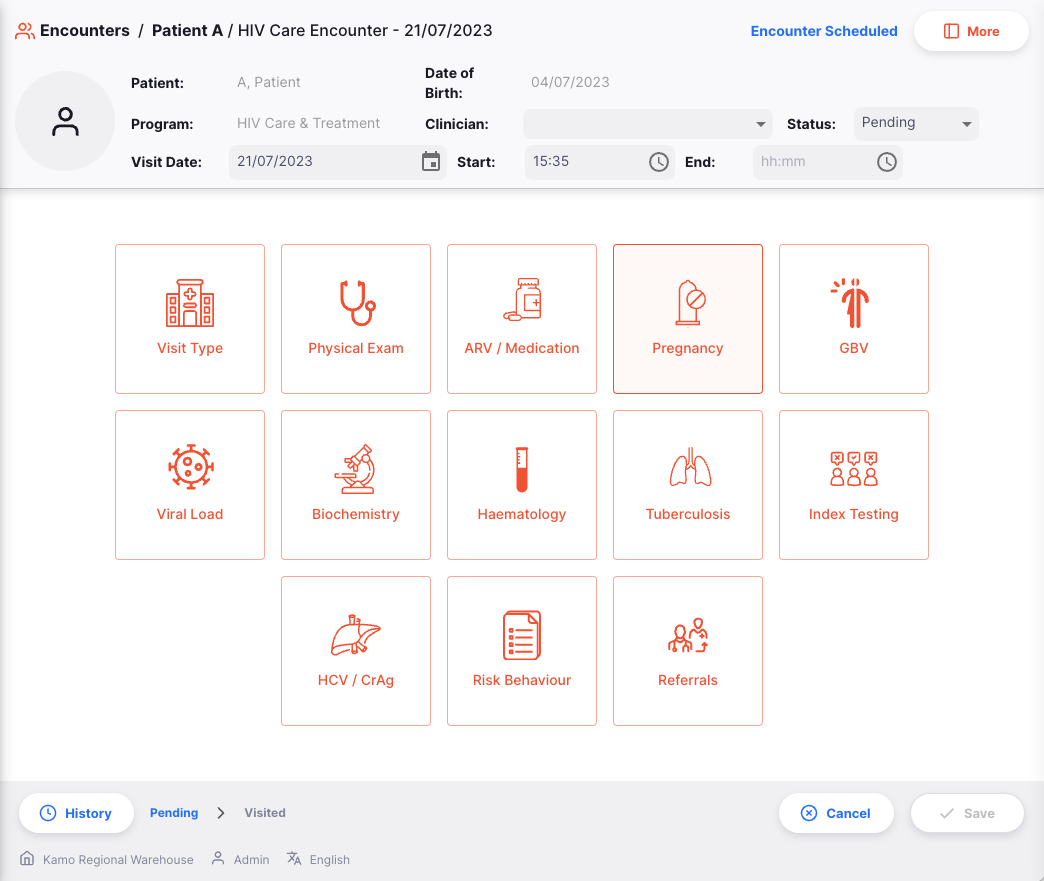 Encounters / Patient A / HIV Care Encounter - 21/07/2023
Encounter Scheduled
More
Patient: A, Patient
Date of Birth: 04/07/2023
Program: HIV Care & Treatment
Clinician:
Status: Pending
Visit Date: 21/07/2023
Start: 15:35
End: hh:mm
Visit Type
Physical Exam
ARV / Medication
Pregnancy
GBV
Viral Load
Biochemistry
Haematology
Tuberculosis
Index Testing
HCV / CrAg
Risk Behaviour
Referrals
History
Pending > Visited
Cancel
Save
Kamo Regional Warehouse
Admin
English